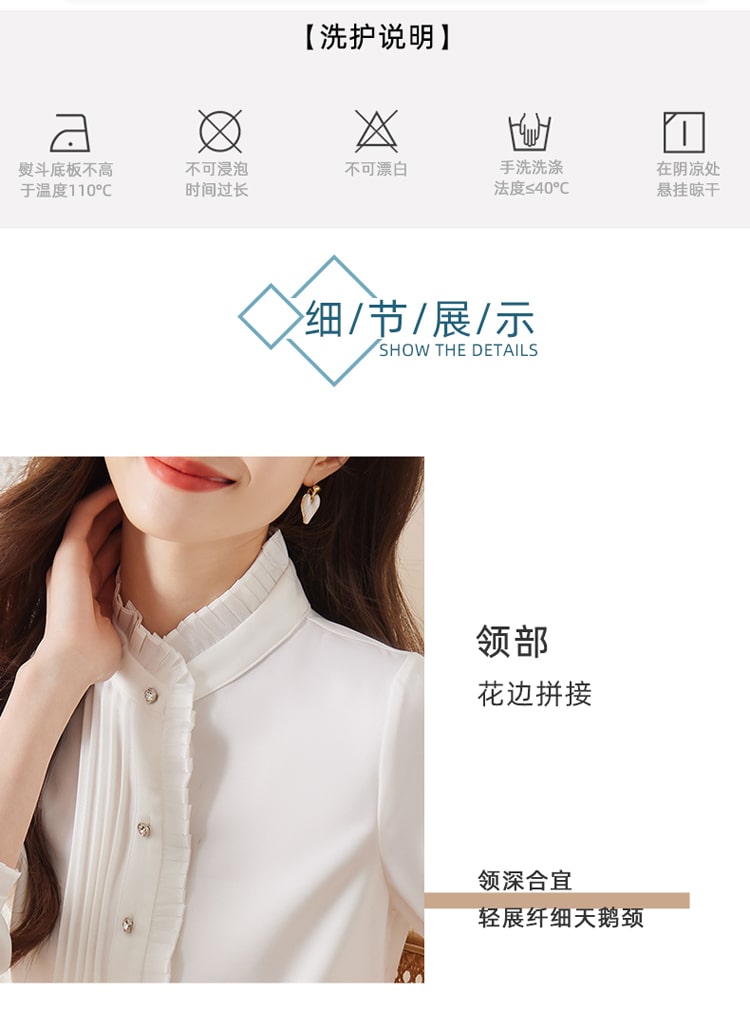 【洗护说明】
熨斗底板不高
于温度110°C
不可浸泡
时间过长
不可漂白
手洗洗涤
法度≤40°C
在阴凉处
悬挂晾干
细/节/展/示
SHOW THE DETAILS
领部
花边拼接
领深合宜
轻展纤细天鹅颈